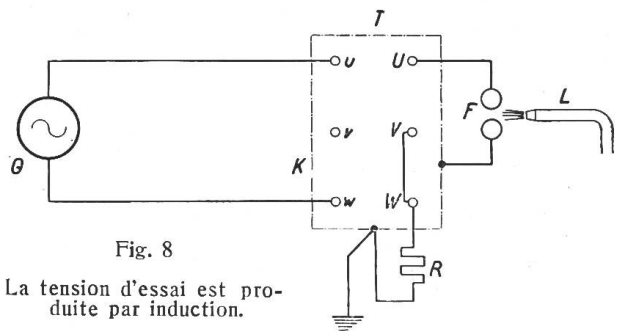 T
u U
L
F
v V
G
K
w W
Fig. 8
R
La tension d'essai est pro-
duite par induction.